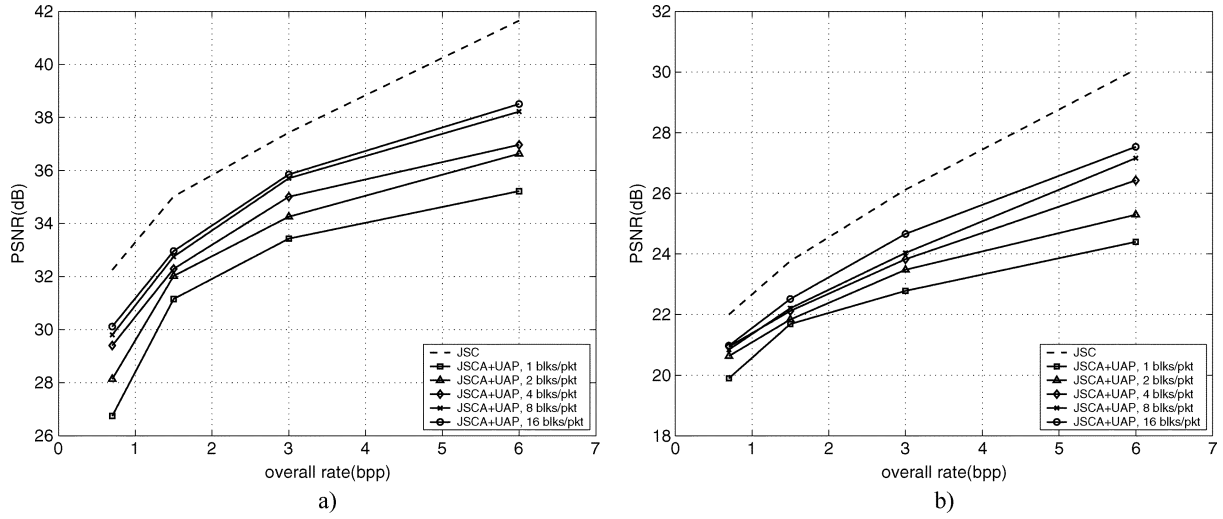 42
40
38
36
34
32
30
28
26
PSNR(dB)
0 1 2 3 4 5 6 7
overall rate(bpp)
JSC
JSCA+UAP, 1 blks/pkt
JSCA+UAP, 2 blks/pkt
JSCA+UAP, 4 blks/pkt
JSCA+UAP, 8 blks/pkt
JSCA+UAP, 16 blks/pkt
a)
32
30
28
26
24
22
20
18
PSNR(dB)
0 1 2 3 4 5 6 7
overall rate(bpp)
JSC
JSCA+UAP, 1 blks/pkt
JSCA+UAP, 2 blks/pkt
JSCA+UAP, 4 blks/pkt
JSCA+UAP, 8 blks/pkt
JSCA+UAP, 16 blks/pkt
b)